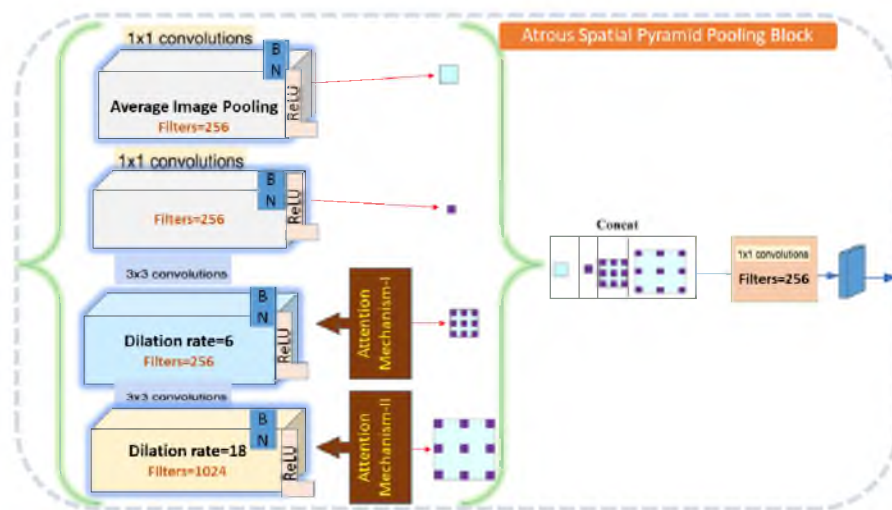 Atrous Spatial Pyramid Pooling Block
1x1 convolutions
B
N
ReLU
Average Image Pooling
Filters=256
1x1 convolutions
B
N
ReLU
Filters=256
3x3 convolutions
B
N
ReLU
Dilation rate=6
Filters=256
Attention
Mechanism-I
3x3 convolutions
B
N
ReLU
Dilation rate=18
Filters=1024
Attention
Mechanism-II
Concat
1x1 convolutions
Filters=256